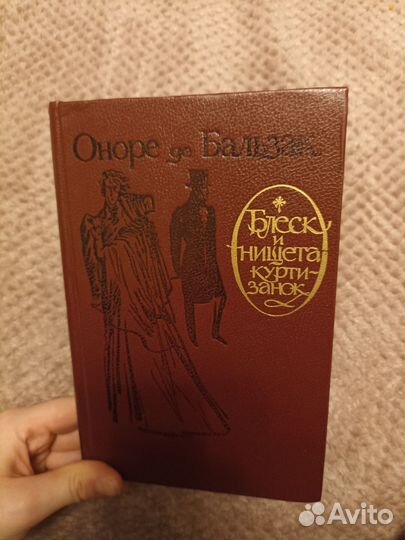 Оноре де Бальзак
Блеск
и
нищета
курти-
занок
Avito